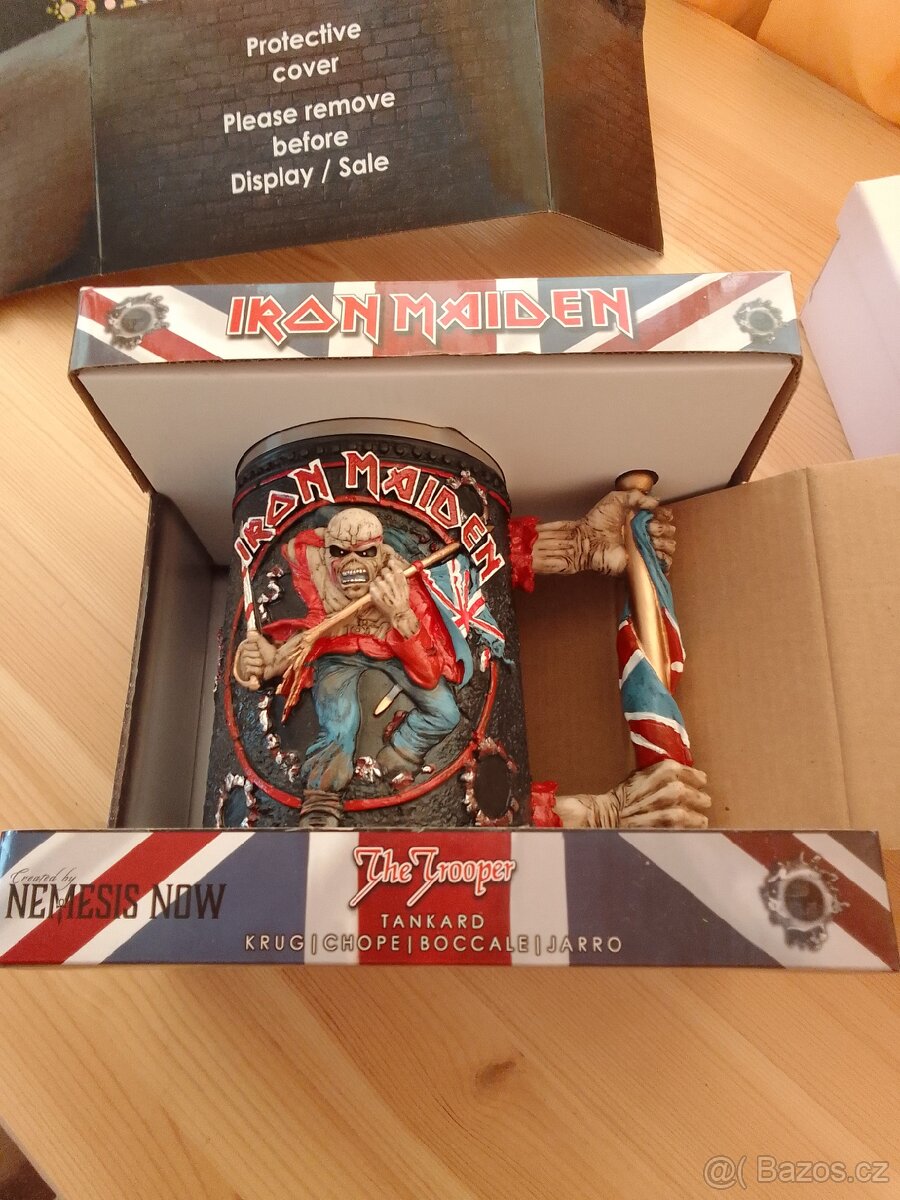 Protective
cover
Please remove
before
Display / Sale
IRON MAIDEN
IRON MAIDEN
Created by
NEMESIS NOW
The Trooper
TANKARD
KRUG|CHOPE|BOCCALE|JARRO
@( Bazos.cz